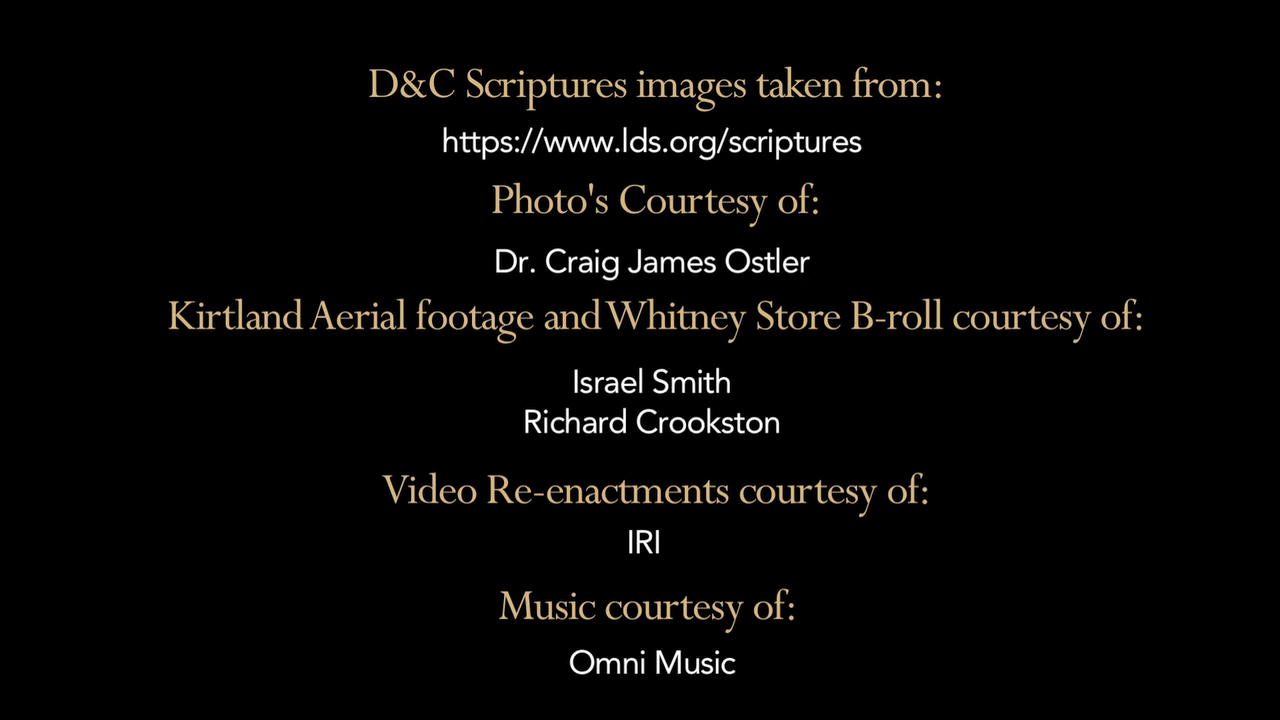 D&C Scriptures images taken from:
https://www.lds.org/scriptures
Photo's Courtesy of:
Dr. Craig James Ostler
Kirtland Aerial footage and Whitney Store B-roll courtesy of:
Israel Smith
Richard Crookston
Video Re-enactments courtesy of:
IRI
Music courtesy of:
Omni Music